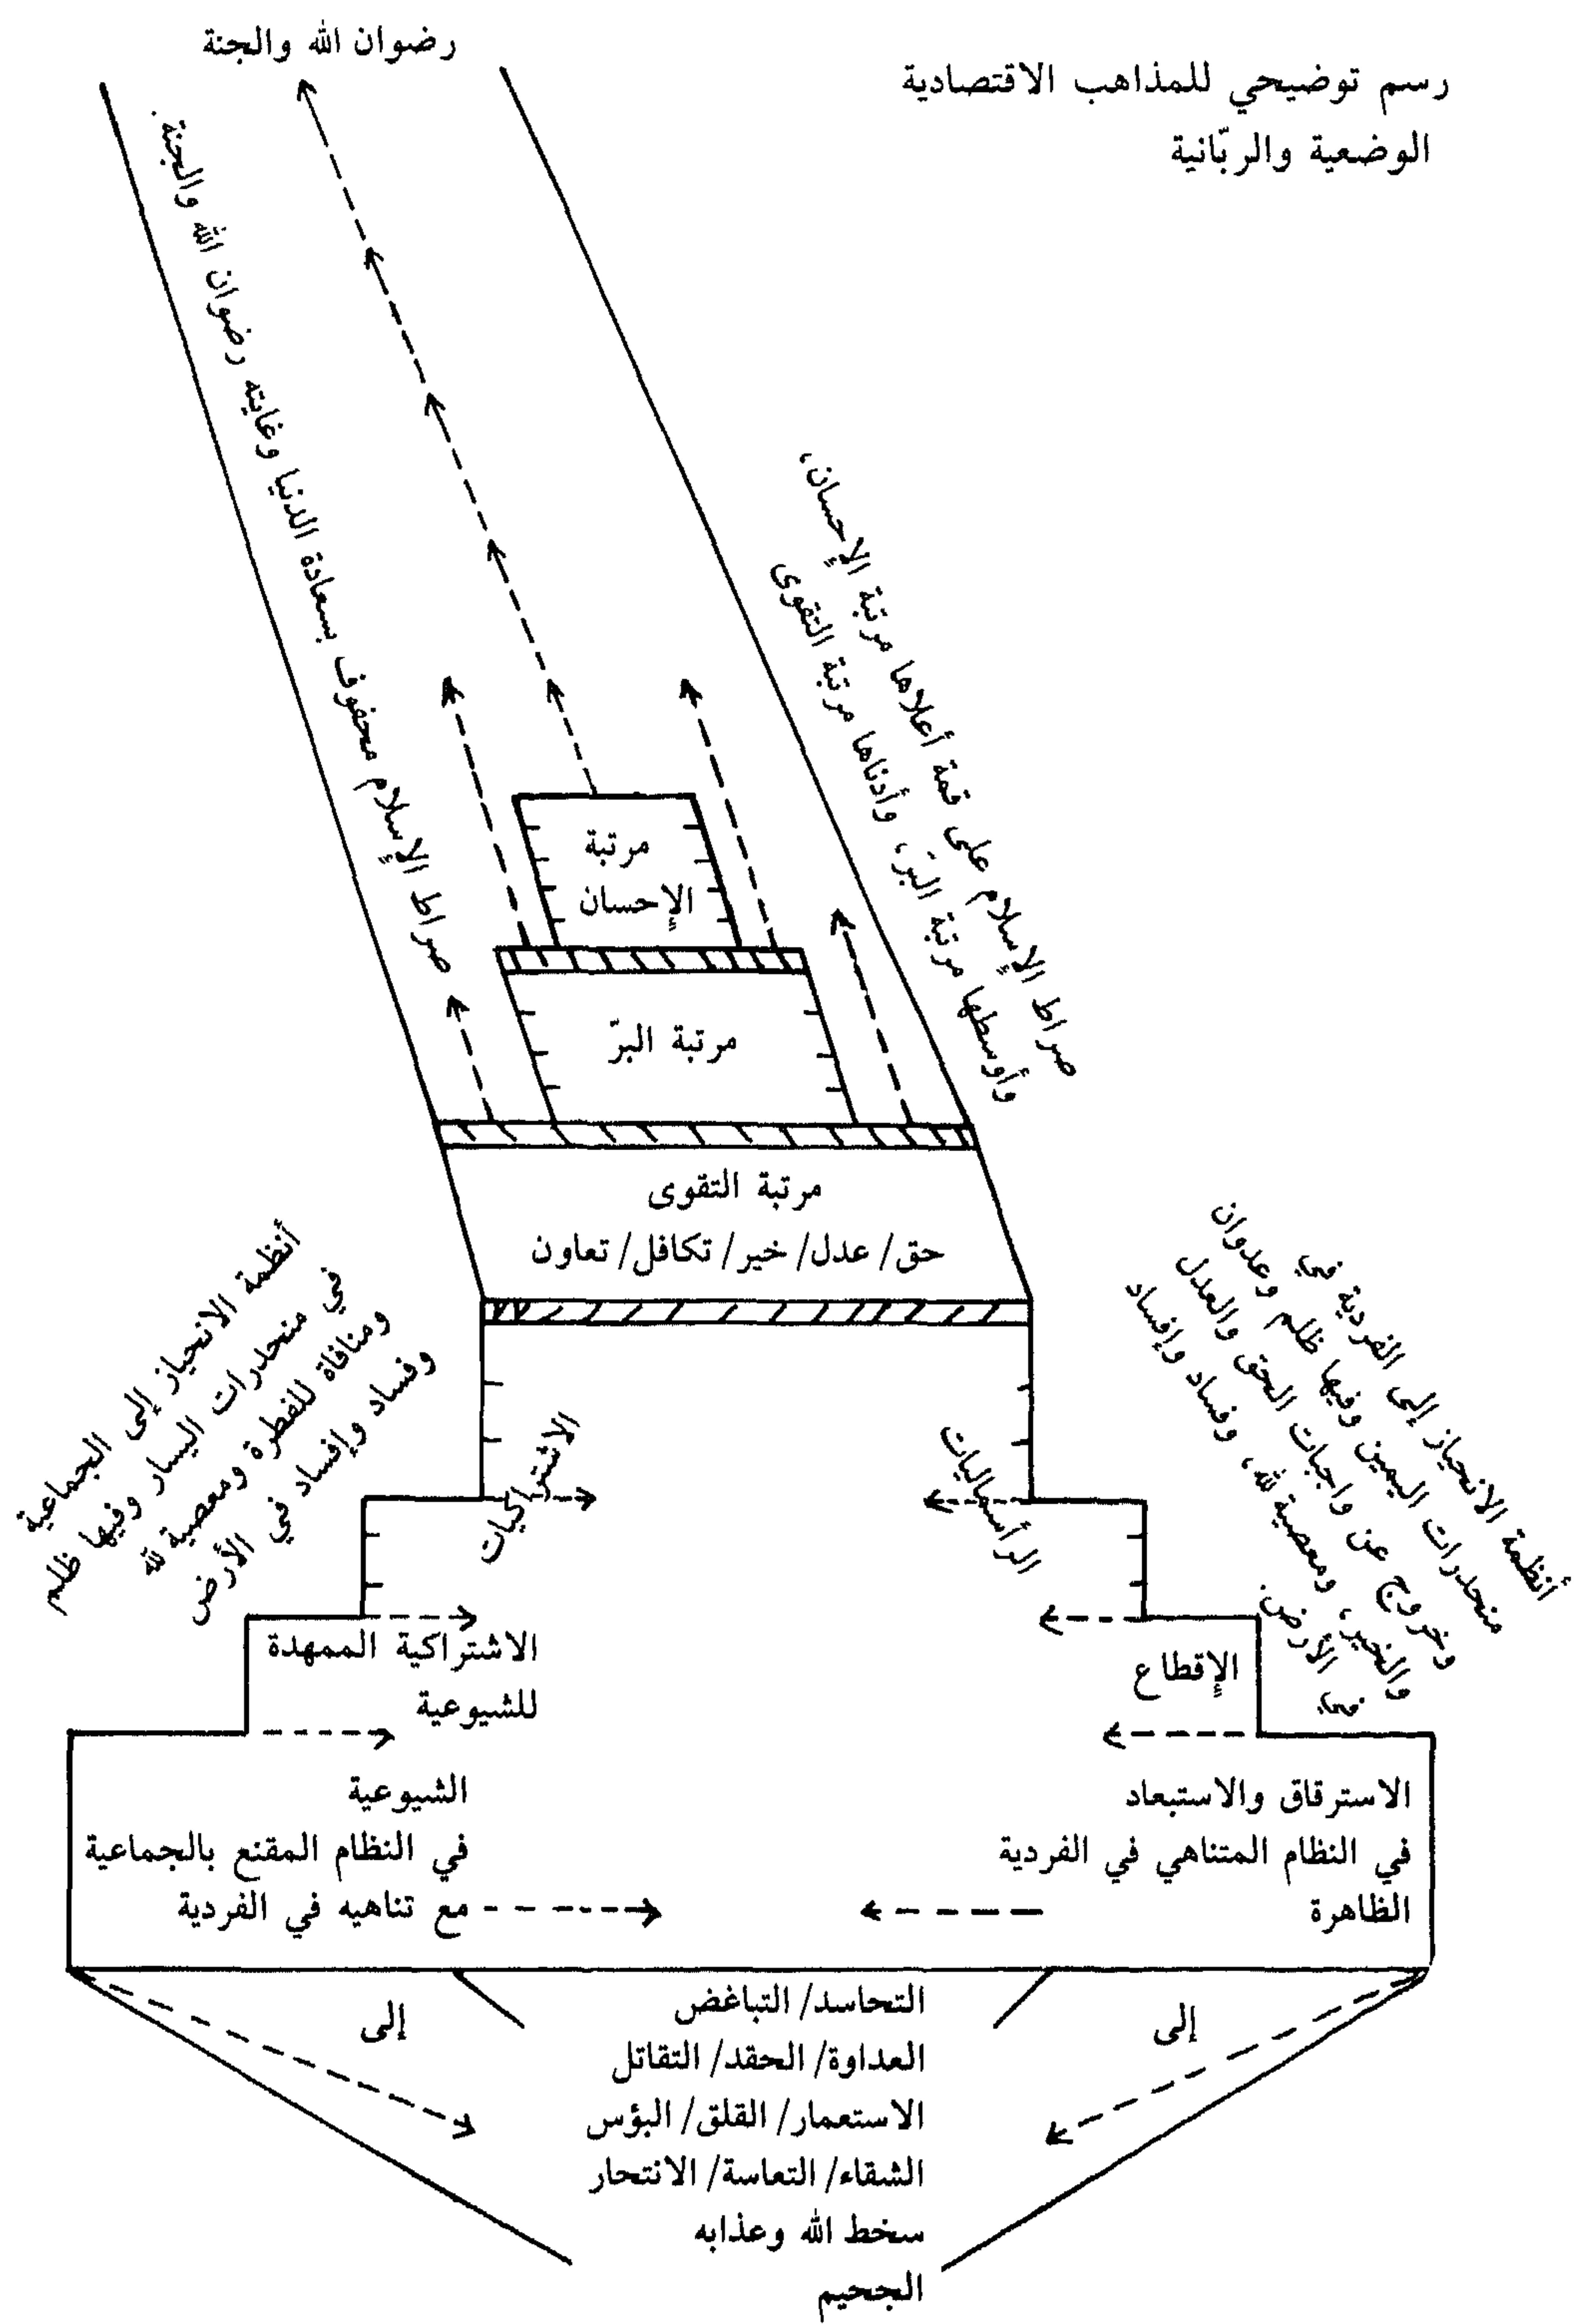 رسم توضيحي للمذاهب الاقتصادية
الوضعية والربّانية
رضوان الله والجنة
صراط الإسلام على قمة أعلاها مرتبة الإحسان،
وأوسطها مرتبة البرّ، وأدناها مرتبة التقوى
صراط الإسلام محفوف بسعادة الدنيا وغايته رضوان الله والجنة.
مرتبة
الإحسان
مرتبة البرّ
مرتبة التقوى
حق/ عدل/ خير/ تكافل/ تعاون
أنظمة الانحياز إلى الفردية في
منحدرات اليمين وفيها ظلم وعدوان
وخروج عن واجبات الحق والعدل
والخير، ومعصية لله، وفساد وإفساد
في الأرض.
أنظمة الانحياز إلى الجماعية
في منحدرات اليسار وفيها ظلم
ومنافاة للفطرة ومعصية لله
وفساد وإفساد في الأرض
الرأسماليات
الاشتراكيات
الإقطاع
الاشتراكية الممهدة
للشيوعية
الاسترقاق والاستبعاد
في النظام المتناهي في الفردية
الظاهرة
الشيوعية
في النظام المقنع بالجماعية
مع تناهيه في الفردية
إلى
إلى
التحاسد/ التباغض
العداوة/ الحقد/ التقاتل
الاستعمار/ القلق/ البؤس
الشقاء/ التعاسة/ الانتحار
سخط الله وعذابه
الجحيم